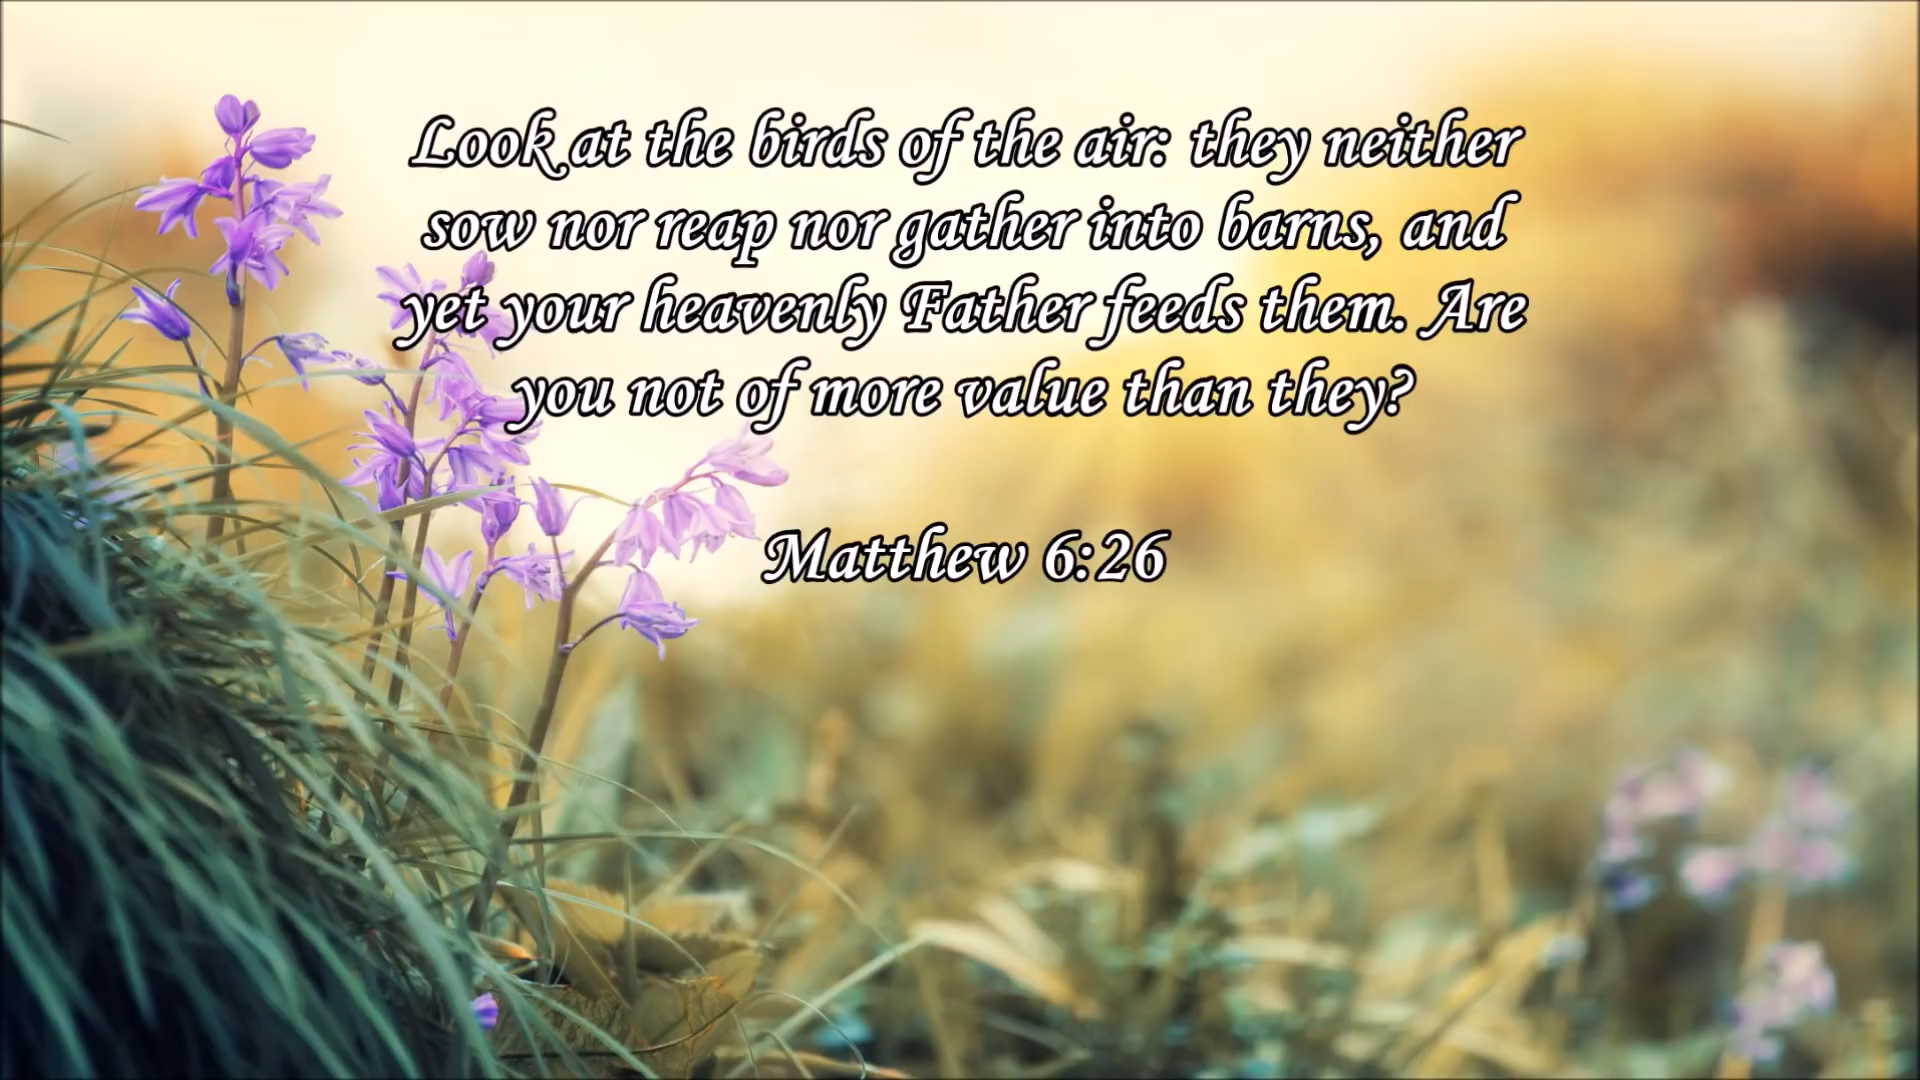 Look at the birds of the air: they neither
sow nor reap nor gather into barns, and
yet your heavenly Father feeds them. Are
you not of more value than they?
Matthew 6:26